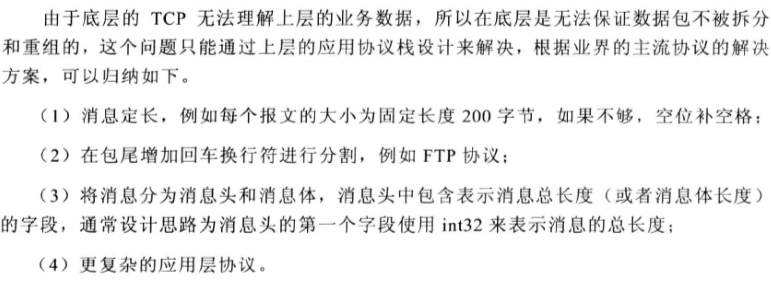 由于底层的 TCP 无法理解上层的业务数据，所以在底层是无法保证数据包不被拆分
和重组的，这个问题只能通过上层的应用协议栈设计来解决，根据业界的主流协议的解决
方案，可以归纳如下。
（1）消息定长，例如每个报文的大小为固定长度 200 字节，如果不够，空位补空格；
（2）在包尾增加回车换行符进行分割，例如 FTP 协议；
（3）将消息分为消息头和消息体，消息头中包含表示消息总长度（或者消息体长度）
的字段，通常设计思路为消息头的第一个字段使用 int32 来表示消息的总长度；
（4）更复杂的应用层协议。